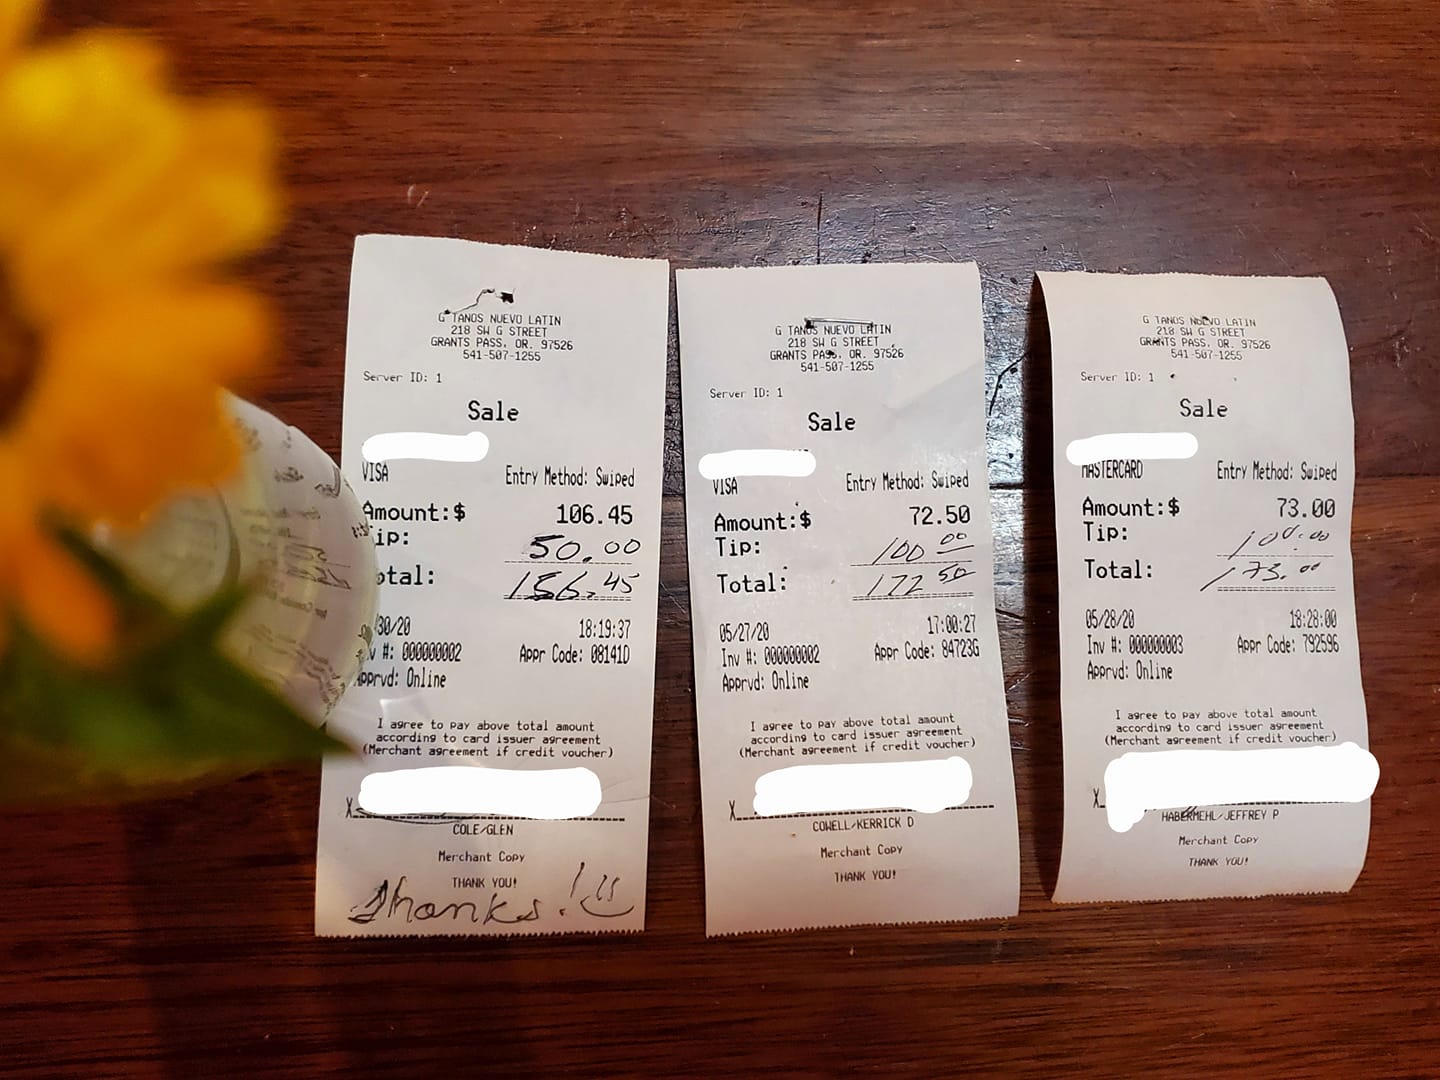 G TANOS NUEVO LATIN
218 SW G STREET
GRANTS PASS, OR. 97526
541-507-1255
Server ID: 1
Sale
VISA Entry Method: Swiped
Amount:$ 106.45
ip: 50.00
otal: 156.45
/30/20 18:19:37
Inv #: 000000002 Appr Code: 08141D
Apprvd: Online
I agree to pay above total amount
according to card issuer agreement
(Merchant agreement if credit voucher)
X
COLE/GLEN
Merchant Copy
THANK YOU!
Thanks!
G TANOS NUEVO LATIN
218 SW G STREET
GRANTS PASS, OR. 97526
541-507-1255
Server ID: 1
Sale
VISA Entry Method: Swiped
Amount:$ 72.50
Tip: 100 00
Total: 172 50
05/27/20 17:00:27
Inv #: 000000002 Appr Code: 84723G
Apprvd: Online
I agree to pay above total amount
according to card issuer agreement
(Merchant agreement if credit voucher)
X
COWELL/KERRICK D
Merchant Copy
THANK YOU!
G TANOS NUEVO LATIN
218 SW G STREET
GRANTS PASS, OR. 97526
541-507-1255
Server ID: 1
Sale
MASTERCARD Entry Method: Swiped
Amount:$ 73.00
Tip: 100.00
Total: 173.00
05/28/20 18:28:00
Inv #: 000000003 Appr Code: 792596
Apprvd: Online
I agree to pay above total amount
according to card issuer agreement
(Merchant agreement if credit voucher)
X
HABERMEHL/JEFFREY P
Merchant Copy
THANK YOU!